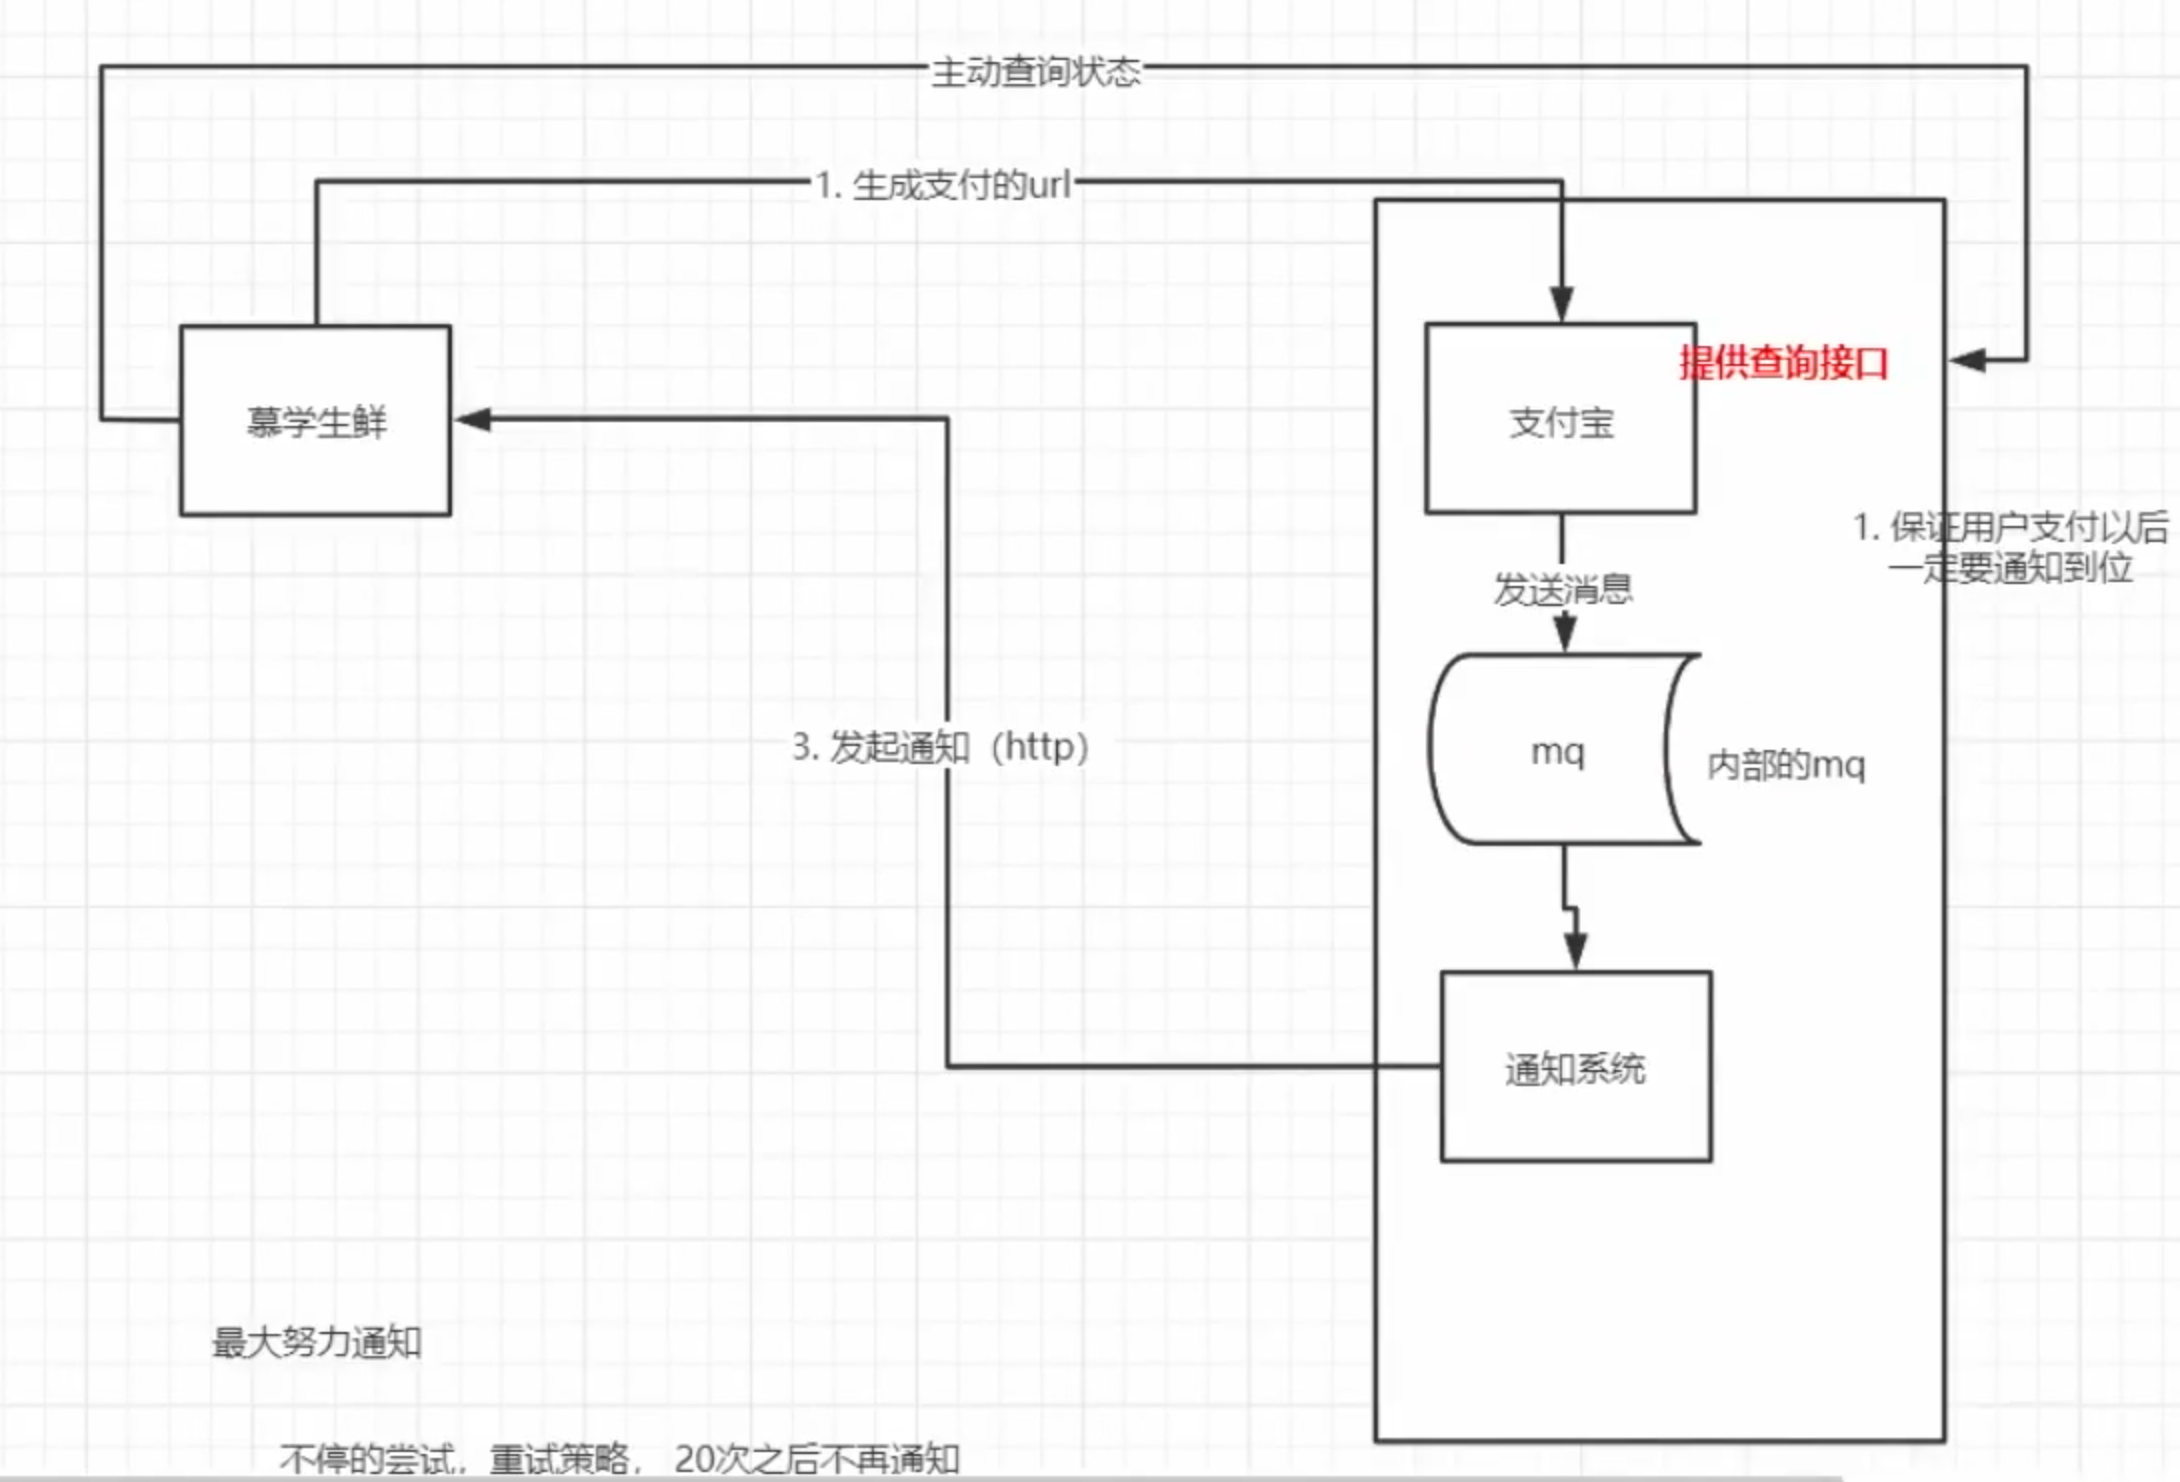 主动查询状态
1. 生成支付的url
提供查询接口
慕学生鲜
支付宝
1. 保证用户支付以后
一定要通知到位
发送消息
3. 发起通知（http）
mq
内部的mq
通知系统
最大努力通知
不停的尝试，重试策略，20次之后不再通知